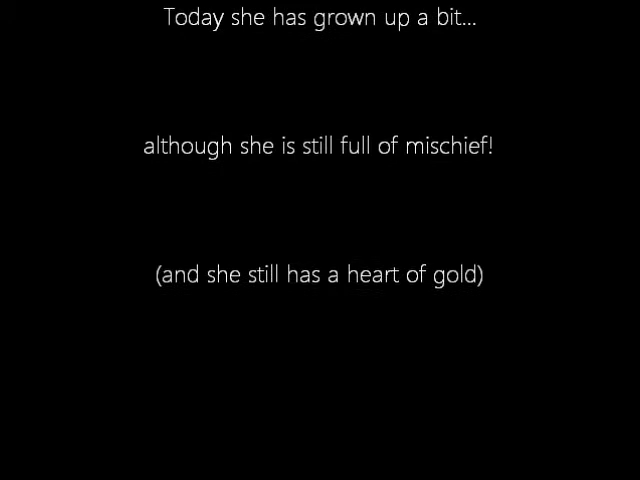 Today she has grown up a bit...
although she is still full of mischief!
(and she still has a heart of gold)